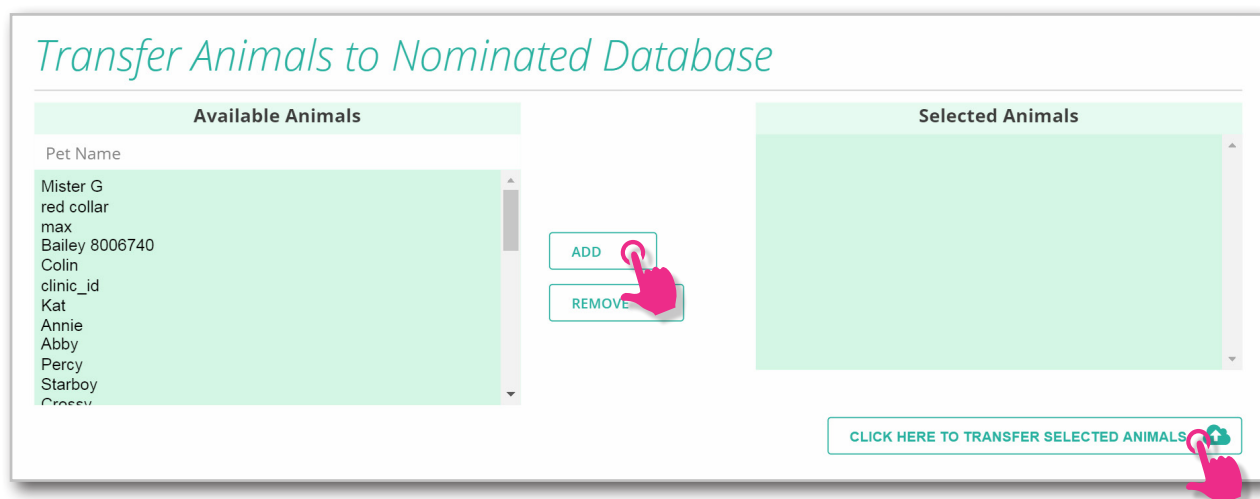 Transfer Animals to Nominated Database
Available Animals
Pet Name
Mister G
red collar
max
Bailey 8006740
Colin
clinic_id
Kat
Annie
Abby
Percy
Starboy
Crossy
ADD
REMOVE
Selected Animals
CLICK HERE TO TRANSFER SELECTED ANIMALS